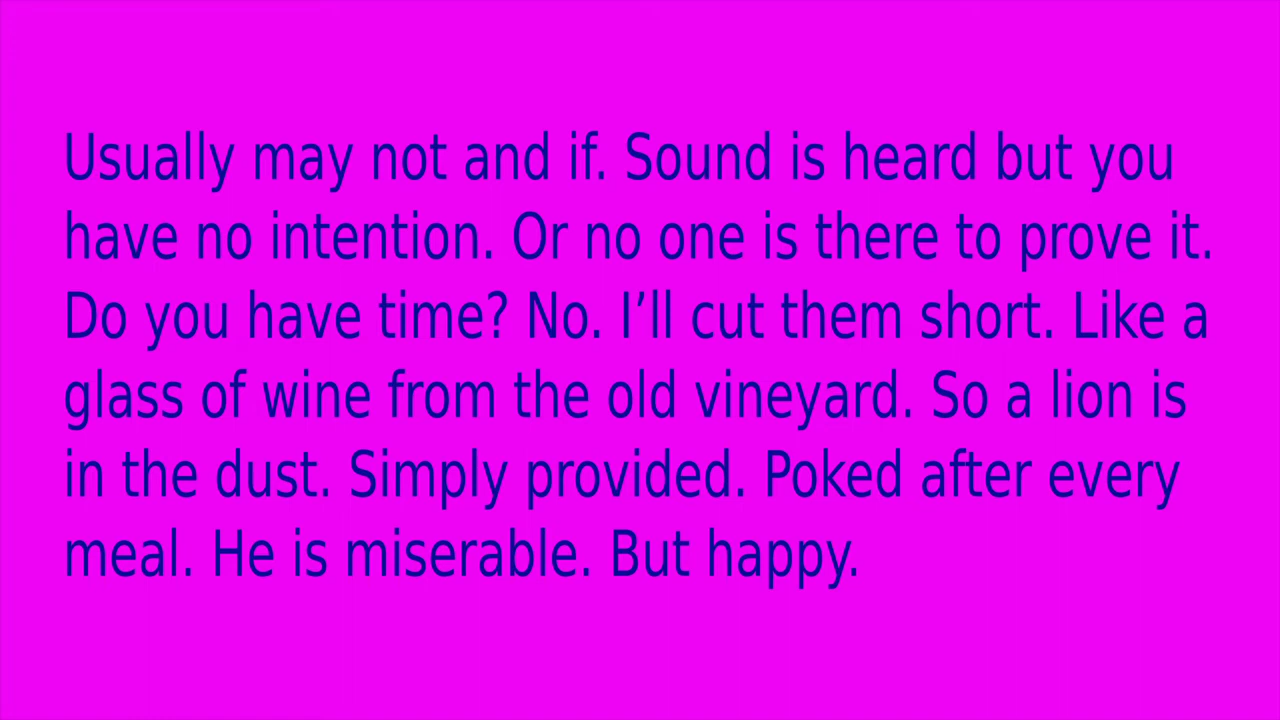 Usually may not and if. Sound is heard but you
have no intention. Or no one is there to prove it.
Do you have time? No. I’ll cut them short. Like a
glass of wine from the old vineyard. So a lion is
in the dust. Simply provided. Poked after every
meal. He is miserable. But happy.